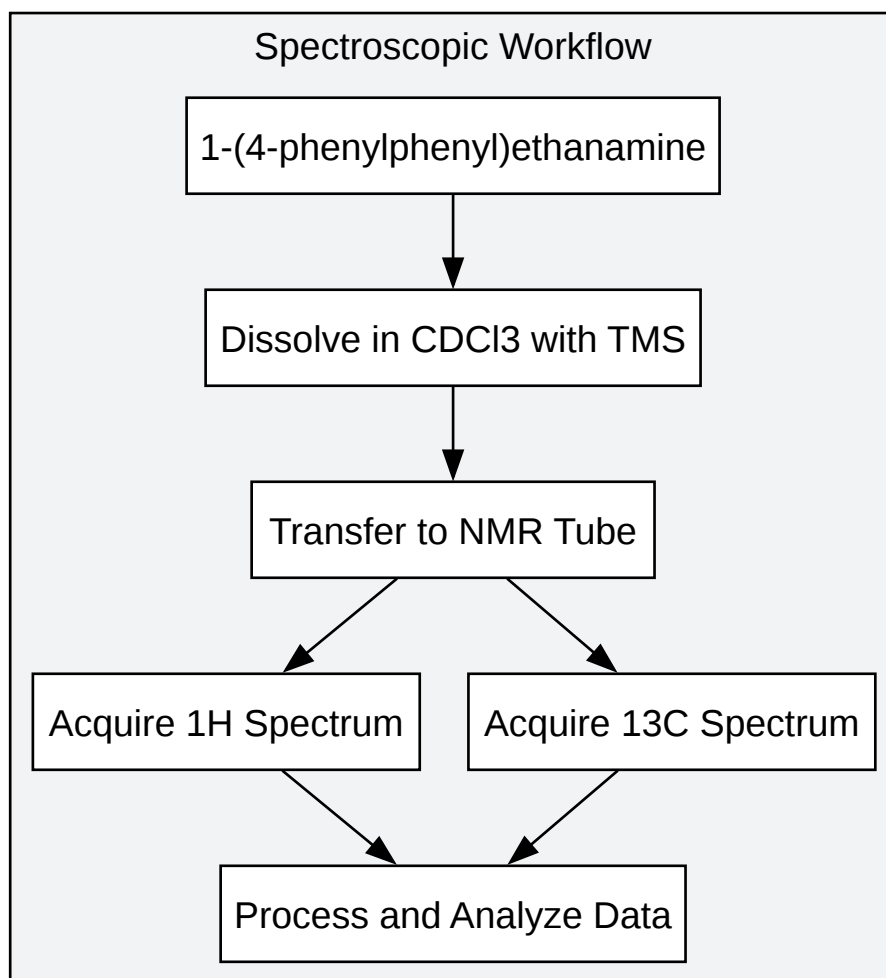 Spectroscopic Workflow
1-(4-phenylphenyl)ethanamine
Dissolve in CDCl3 with TMS
Transfer to NMR Tube
Acquire 1H Spectrum
Acquire 13C Spectrum
Process and Analyze Data